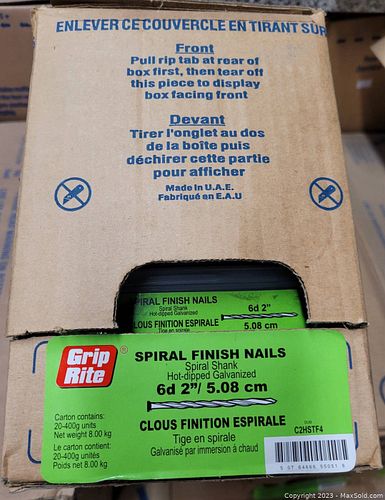 ENLEVER CE COUVERCLE EN TIRANT SUR
Front
Pull rip tab at rear of
box first, then tear off
this piece to display
box facing front
Devant
Tirer l'onglet au dos
de la boîte puis
déchirer cette partie
pour afficher
Made in U.A.E.
Fabriqué en E.A.U
SPIRAL FINISH NAILS
Spiral Shank
Hot-dipped Galvanized
6d 2"
CLOUS FINITION ESPIRALE
5.08 cm
Tige en spirale
Grip
Rite
®
SPIRAL FINISH NAILS
Spiral Shank
Hot-dipped Galvanized
6d 2"/ 5.08 cm
Carton contains:
20-400g units
Net weight 8.00 kg
Le carton contient:
20-400g unités
Poids net 8.00 kg
CLOUS FINITION ESPIRALE
Tige en spirale
Galvanisé par immersion à chaud
C2HSTF4
Copyright 2023 - MaxSold.com